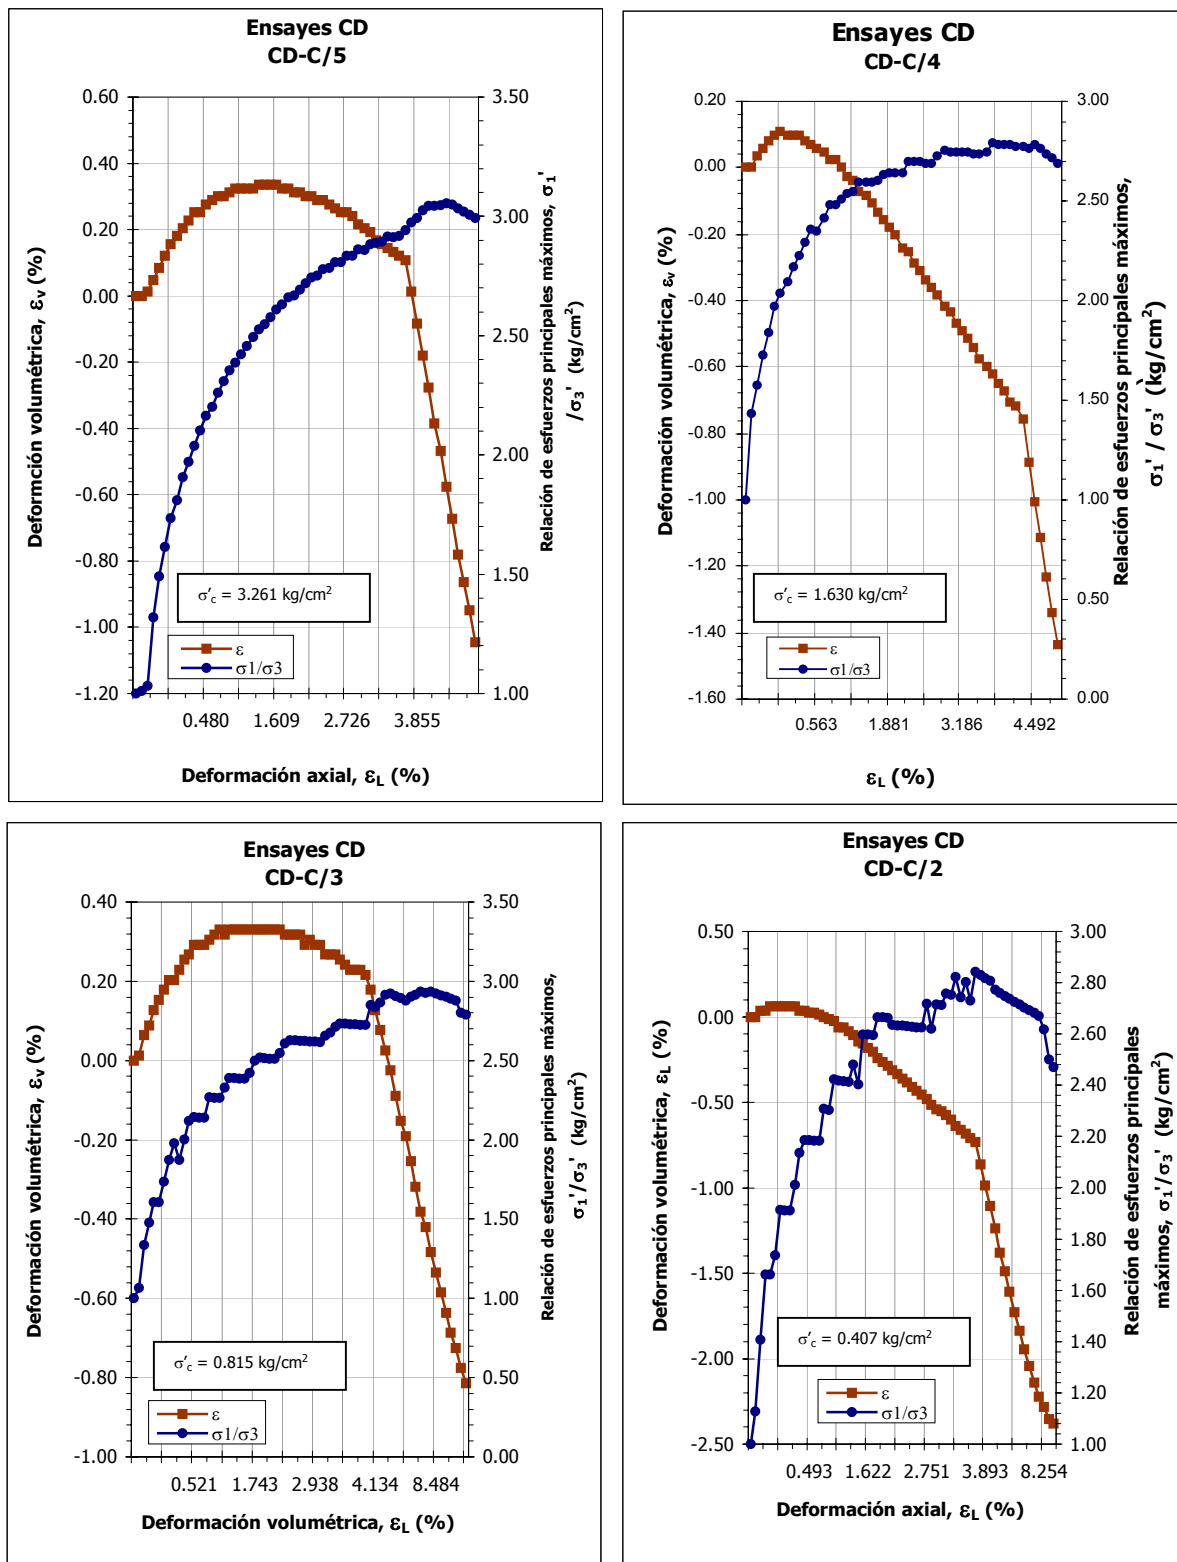 Ensayes CD
CD-C/5
0.60
0.40
0.20
0.00
-0.20
-0.40
-0.60
-0.80
-1.00
-1.20
Deformción volumétrica, εv (%)
3.50
3.00
2.50
2.00
1.50
1.00
Relación de esfuerzos principales máximos, σ1'
/σ3' (kg/cm2)
σ′c = 3.261 kg/cm2
ε
σ1/σ3
0.480 1.609 2.726 3.855
Deformación axial, εL (%)
Ensayes CD
CD-C/4
0.20
0.00
-0.20
-0.40
-0.60
-0.80
-1.00
-1.20
-1.40
-1.60
Deformación volumétrica, εv (%)
3.00
2.50
2.00
1.50
1.00
0.50
0.00
Relación de esfuerzos principales máximos,
σ1' / σ3' (kg/cm2)
σ′c = 1.630 kg/cm2
ε
σ1/σ3
0.563 1.881 3.186 4.492
εL (%)
Ensayes CD
CD-C/3
0.40
0.20
0.00
-0.20
-0.40
-0.60
-0.80
-1.00
Deformación volumétrica, εv (%)
3.50
3.00
2.50
2.00
1.50
1.00
0.50
0.00
Relación de esfuerzos principales máximos,
σ1'/σ3' (kg/cm2)
σ′c = 0.815 kg/cm2
ε
σ1/σ3
0.521 1.743 2.938 4.134 8.484
Deformación volumétrica, εL (%)
Ensayes CD
CD-C/2
0.50
0.00
-0.50
-1.00
-1.50
-2.00
-2.50
Deformación volumétrica, εL (%)
3.00
2.80
2.60
2.40
2.20
2.00
1.80
1.60
1.40
1.20
1.00
Relación de esfuerzos principales
máximos, σ1'/σ3' (kg/cm2)
σ′c = 0.407 kg/cm2
ε
σ1/σ3
0.493 1.622 2.751 3.893 8.254
Deformación axial, εL (%)